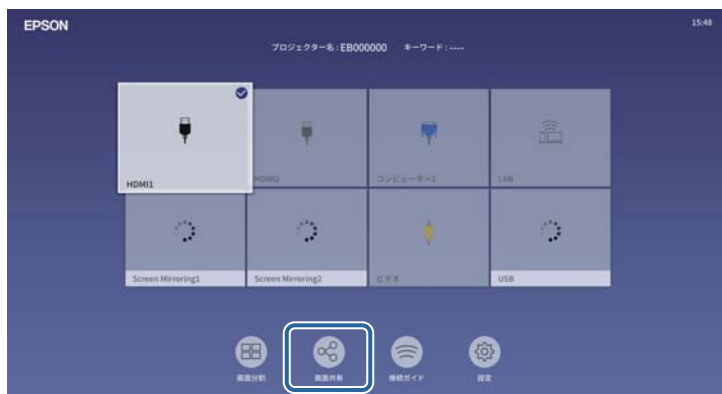 EPSON
15:48
プロジェクター名 : EB000000 キーワード : ----
HDMI1
HDMI2
コンピューター1
LAN
Screen Mirroring1
Screen Mirroring2
ビデオ
USB
画面分割
画面共有
接続ガイド
設定